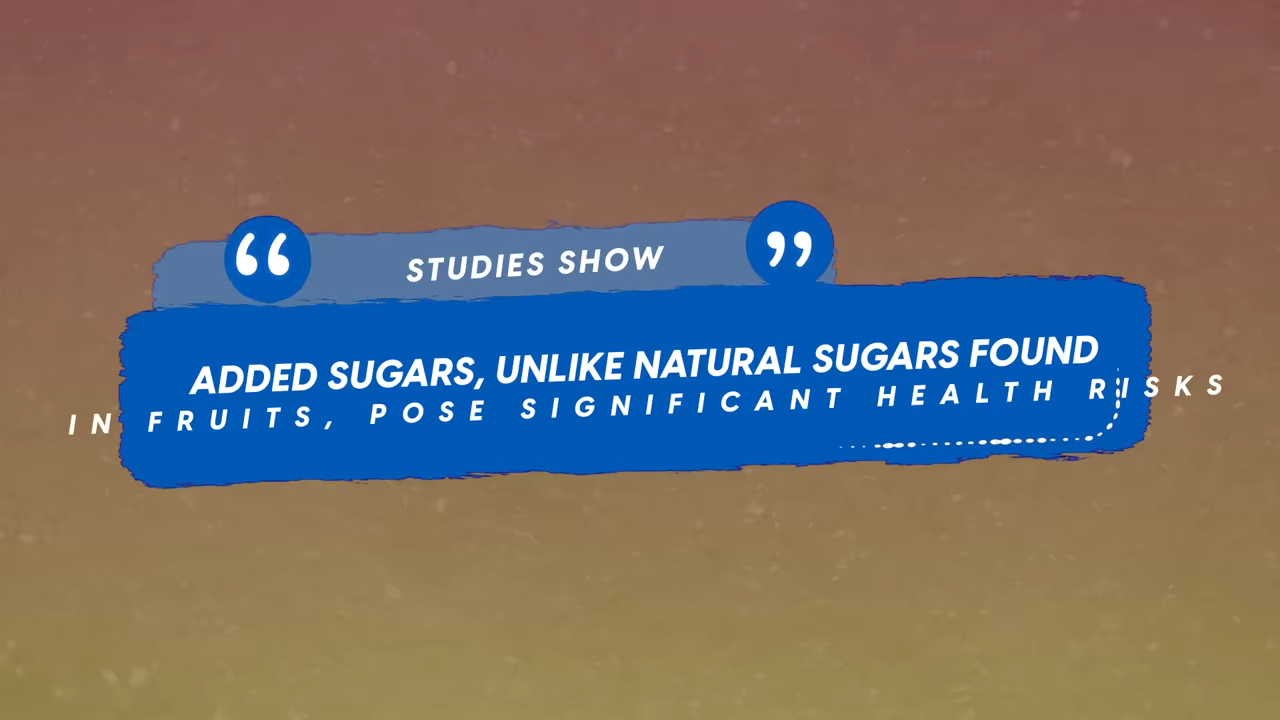 “ STUDIES SHOW ”
ADDED SUGARS, UNLIKE NATURAL SUGARS FOUND
IN FRUITS, POSE SIGNIFICANT HEALTH RISKS